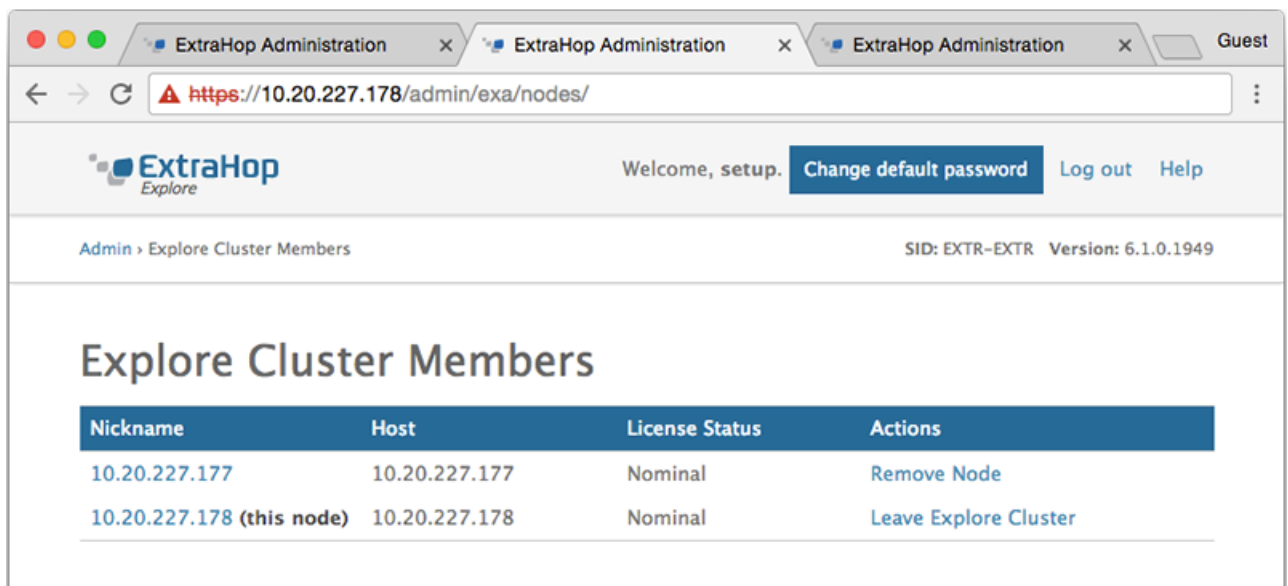 ExtraHop Administration × ExtraHop Administration × ExtraHop Administration × Guest
https://10.20.227.178/admin/exa/nodes/
ExtraHop
Explore
Welcome, setup. Change default password Log out Help
Admin › Explore Cluster Members SID: EXTR-EXTR Version: 6.1.0.1949
Explore Cluster Members
Nickname Host License Status Actions
10.20.227.177 10.20.227.177 Nominal Remove Node
10.20.227.178 (this node) 10.20.227.178 Nominal Leave Explore Cluster